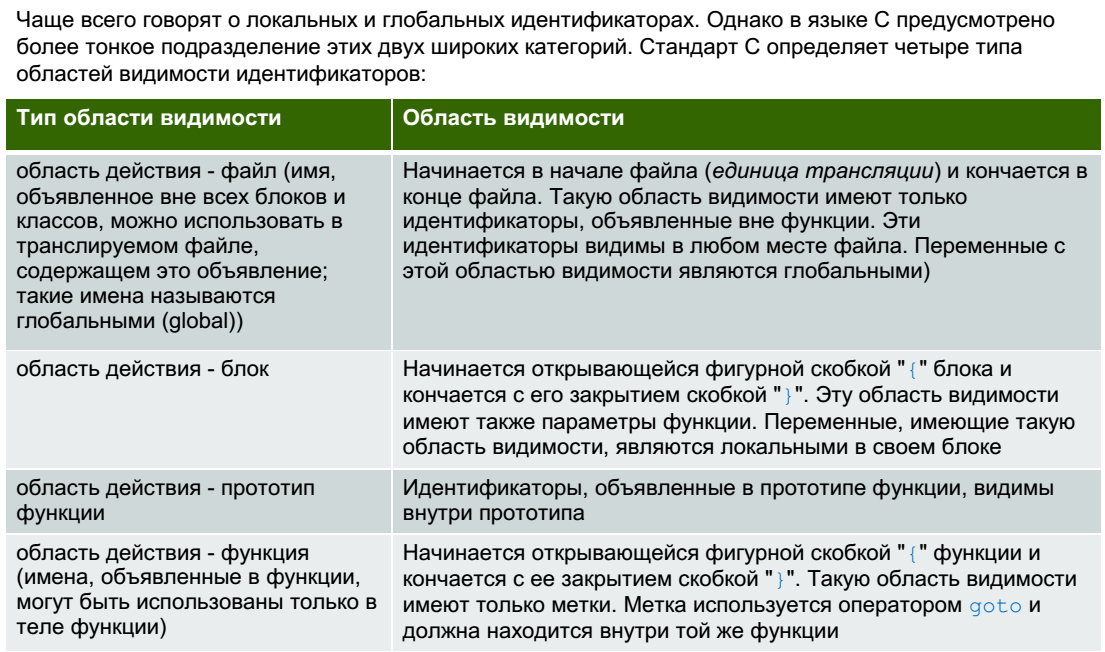 Чаще всего говорят о локальных и глобальных идентификаторах. Однако в языке C предусмотрено
более тонкое подразделение этих двух широких категорий. Стандарт C определяет четыре типа
областей видимости идентификаторов:
Тип области видимости
Область видимости
область действия - файл (имя,
объявленное вне всех блоков и
классов, можно использовать в
транслируемом файле,
содержащем это объявление;
такие имена называются
глобальными (global))
Начинается в начале файла (единица трансляции) и кончается в
конце файла. Такую область видимости имеют только
идентификаторы, объявленные вне функции. Эти
идентификаторы видимы в любом месте файла. Переменные с
этой областью видимости являются глобальными)
область действия - блок
Начинается открывающейся фигурной скобкой "{" блока и
кончается с его закрытием скобкой "}". Эту область видимости
имеют также параметры функции. Переменные, имеющие такую
область видимости, являются локальными в своем блоке
область действия - прототип
функции
Идентификаторы, объявленные в прототипе функции, видимы
внутри прототипа
область действия - функция
(имена, объявленные в функции,
могут быть использованы только в
теле функции)
Начинается открывающейся фигурной скобкой "{" функции и
кончается с ее закрытием скобкой "}". Такую область видимости
имеют только метки. Метка используется оператором goto и
должна находится внутри той же функции